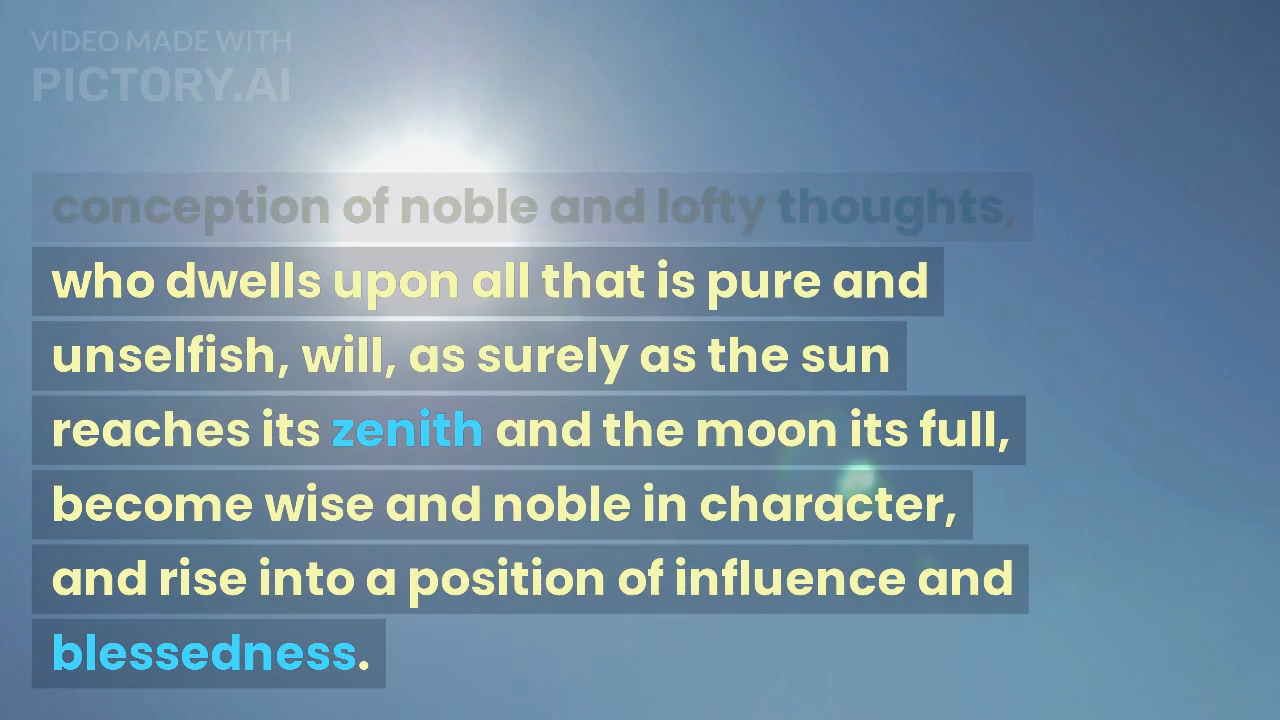 VIDEO MADE WITH
PICTORY.AI
conception of noble and lofty thoughts,
who dwells upon all that is pure and
unselfish, will, as surely as the sun
reaches its zenith and the moon its full,
become wise and noble in character,
and rise into a position of influence and
blessedness.